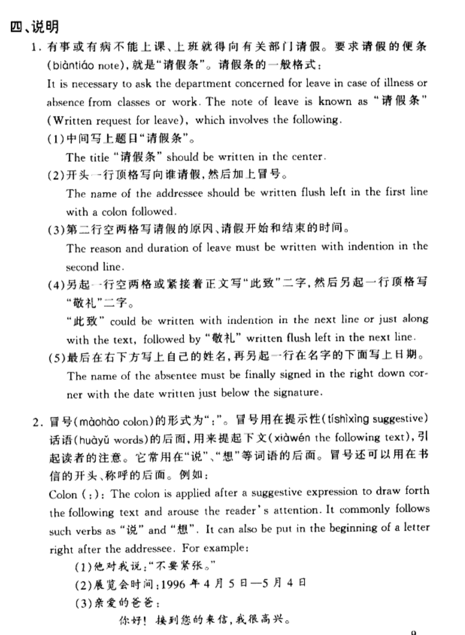 四、说明
1. 有事或有病不能上课、上班就得向有关部门请假。要求请假的便条
(biàntiáo note),就是“请假条”。请假条的一般格式:
It is necessary to ask the department concerned for leave in case of illness or
absence from classes or work. The note of leave is known as “请假条”
(Written request for leave), which involves the following.
(1)中间写上题目“请假条”。
The title “请假条” should be written in the center.
(2)开头一行顶格写向谁请假,然后加上冒号。
The name of the addressee should be written flush left in the first line
with a colon followed.
(3)第二行空两格写请假的原因、请假开始和结束的时间。
The reason and duration of leave must be written with indention in the
second line.
(4)另起一行空两格或紧接着正文写“此致”二字,然后另起一行顶格写
“敬礼”二字。
“此致” could be written with indention in the next line or just along
with the text, followed by “敬礼” written flush left in the next line.
(5)最后在右下方写上自己的姓名,再另起一行在名字的下面写上日期。
The name of the absentee must be finally signed in the right down cor-
ner with the date written just below the signature.
2. 冒号(màohào colon)的形式为“:”。冒号用在提示性(tíshìxìng suggestive)
话语(huàyǔ words)的后面,用来提起下文(xiàwén the following text),引
起读者的注意。它常用在“说”、“想”等词语的后面。冒号还可以用在书
信的开头、称呼的后面。例如:
Colon (:): The colon is applied after a suggestive expression to draw forth
the following text and arouse the reader's attention. It commonly follows
such verbs as “说” and “想”. It can also be put in the beginning of a letter
right after the addressee. For example:
(1)他对我说:“不要紧张。”
(2)展览会时间:1996 年 4 月 5 日—5 月 4 日
(3)亲爱的爸爸:
你好! 接到您的来信,我很高兴。